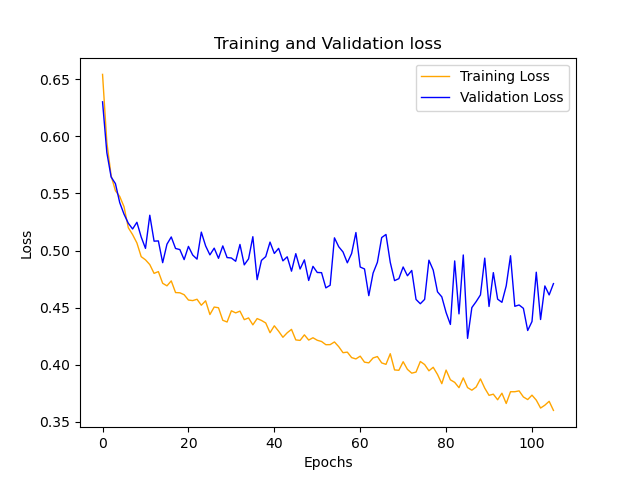 Training and Validation loss
Training Loss
Validation Loss
0.65
0.60
0.55
0.50
0.45
0.40
0.35
Loss
0 20 40 60 80 100
Epochs